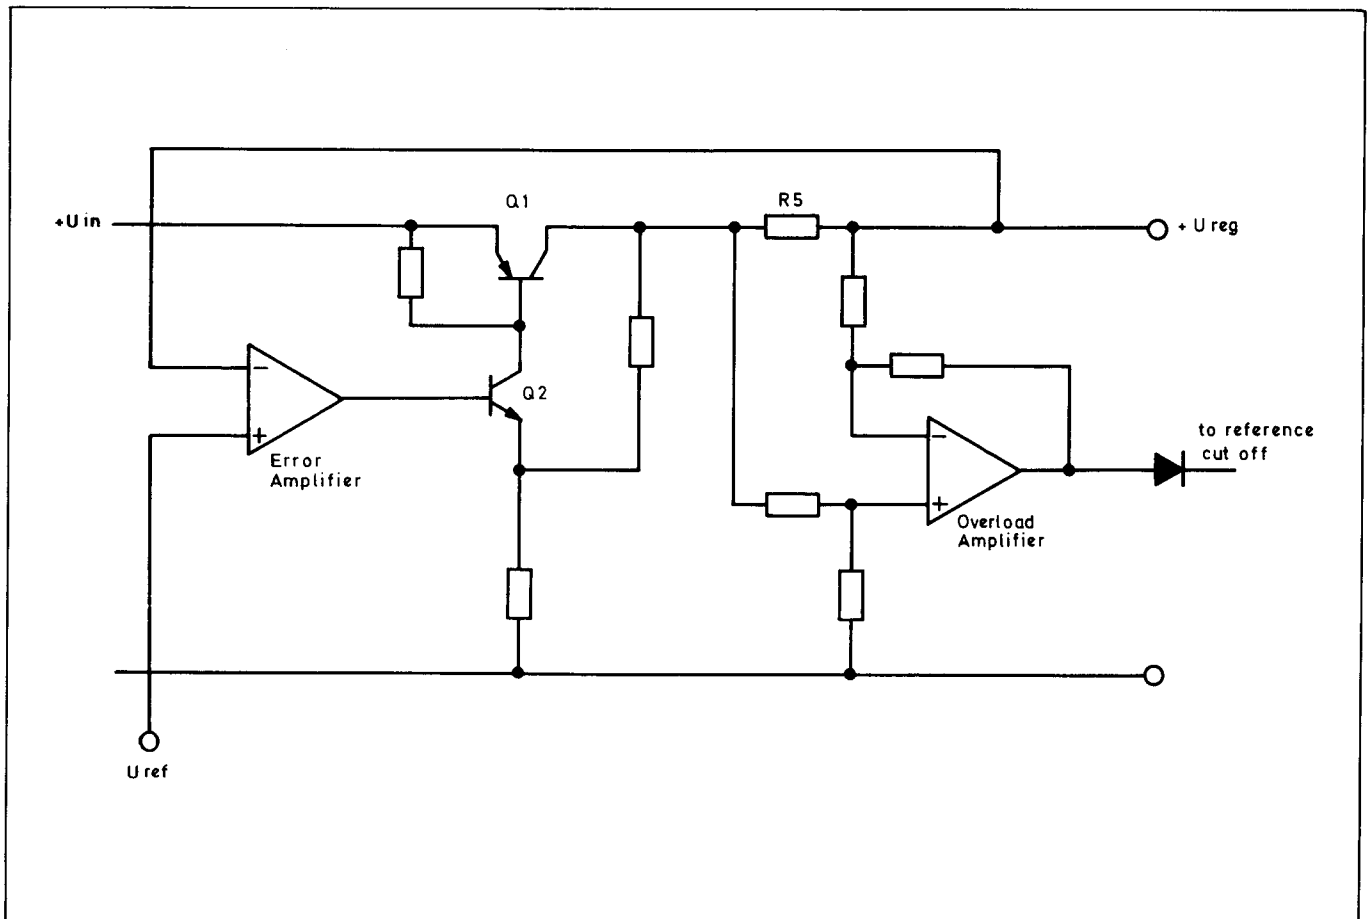 Q1
R5
+U in
+ U reg
−
Q2
+
Error
Amplifier
−
+
Overload
Amplifier
to reference
cut off
U ref